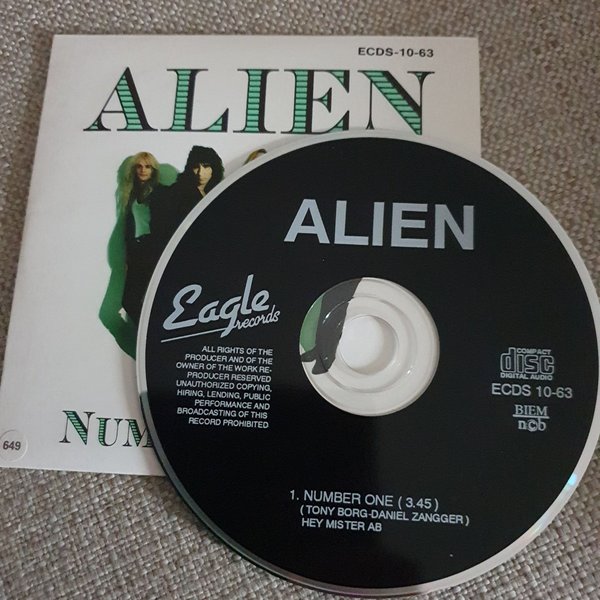 ECDS-10-63
ALIEN
NUM
649
ALIEN
Eagle
records
ALL RIGHTS OF THE
PRODUCER AND OF THE
OWNER OF THE WORK RE-
PRODUCER RESERVED
UNAUTHORIZED COPYING,
HIRING, LENDING, PUBLIC
PERFORMANCE AND
BROADCASTING OF THIS
RECORD PROHIBITED
COMPACT
disc
DIGITAL AUDIO
ECDS 10-63
BIEM
n©b
1. NUMBER ONE ( 3.45 )
( TONY BORG-DANIEL ZANGGER )
HEY MISTER AB